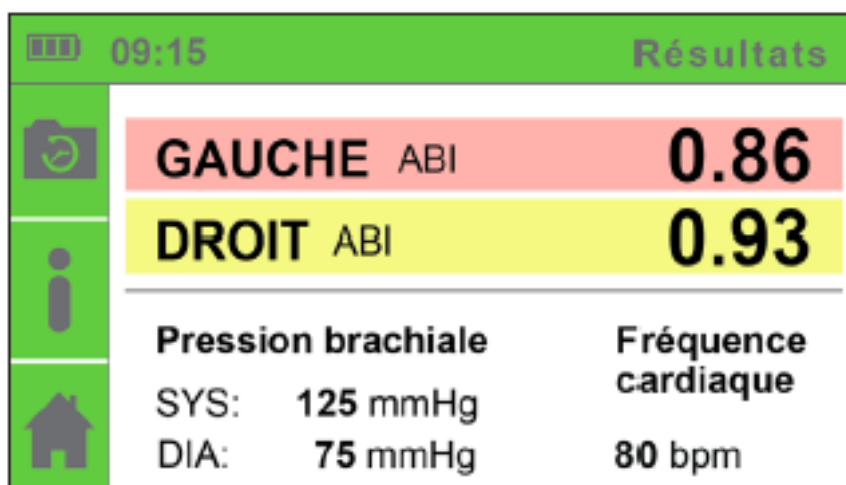 09:15 Résultats
GAUCHE ABI 0.86
DROIT ABI 0.93
Pression brachiale
SYS: 125 mmHg
DIA: 75 mmHg
Fréquence
cardiaque
80 bpm